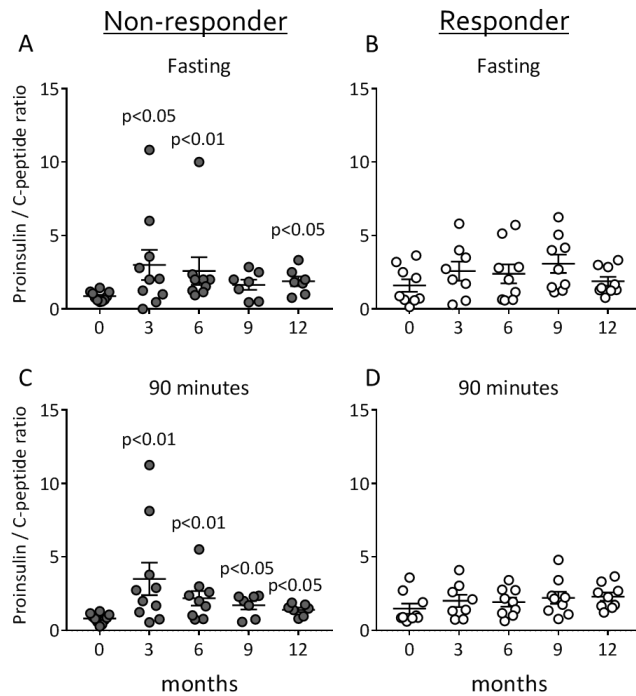 Non-responder
Responder
A
Fasting
B
Fasting
Proinsulin / C-peptide ratio
15
10
5
0
p<0.05
p<0.01
p<0.05
0 3 6 9 12
15
10
5
0
0 3 6 9 12
C
90 minutes
D
90 minutes
Proinsulin / C-peptide ratio
15
10
5
0
p<0.01
p<0.01
p<0.05
p<0.05
0 3 6 9 12
months
15
10
5
0
0 3 6 9 12
months